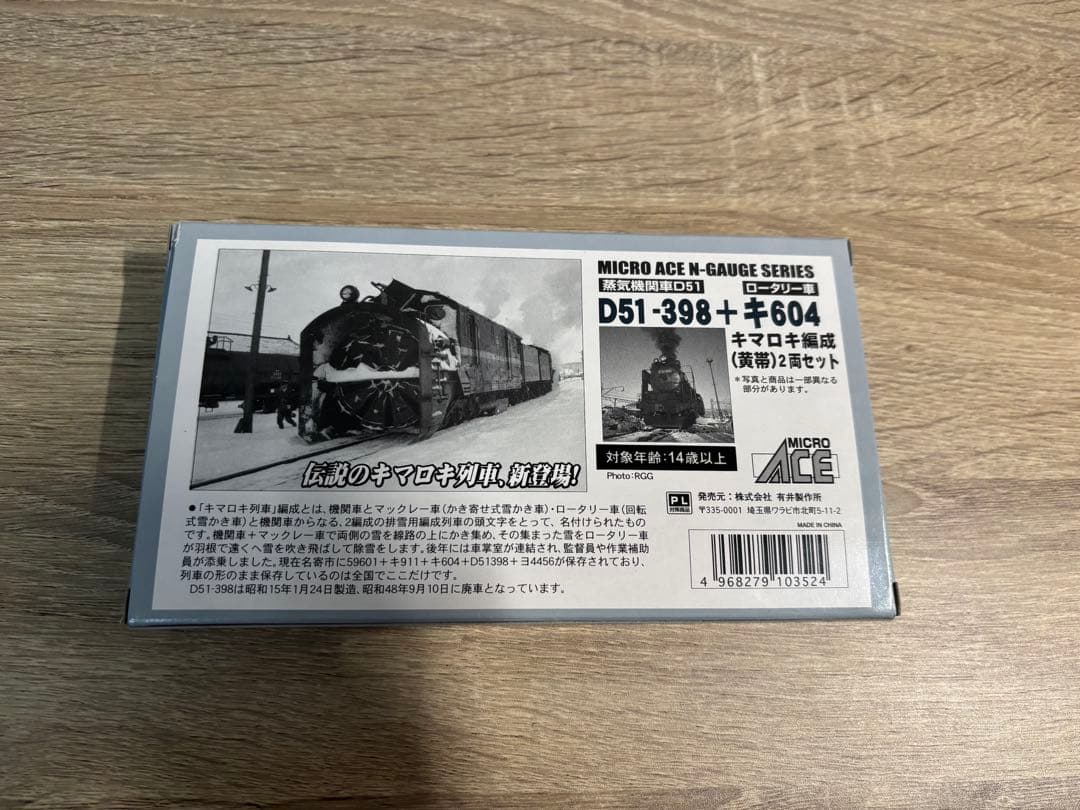 MICRO ACE N-GAUGE SERIES
蒸気機関車D51 ロータリー車
D51-398+キ604
キマロキ編成
(黄帯)2両セット
*写真と商品は一部異なる
部分があります。
対象年齢:14歳以上
Photo:RGG
MICRO
ACE
伝説のキマロキ列車、新登場!
●「キマロキ列車」編成とは、機関車とマックレー車(かき寄せ式雪かき車)・ロータリー車(回転
式雪かき車)と機関車からなる、2編成の排雪用編成列車の頭文字をとって、名付けられたもの
です。機関車+マックレー車で両側の雪を線路の上にかき集め、その集まった雪をロータリー車
が羽根で遠くへ雪を吹き飛ばして除雪をします。後年には車掌室が連結され、監督員や作業補助
員が添乗しました。現在名寄市に59601+キ911+キ604+D51398+ヨ4456が保存されており、
列車の形のまま保存しているのは全国でここだけです。
D51-398は昭和15年1月24日製造、昭和48年9月10日に廃車となっています。
PL
対策商品
発売元:株式会社 有井製作所
〒335-0001 埼玉県ワラビ市北町5-11-2
MADE IN CHINA
4 968279 103524